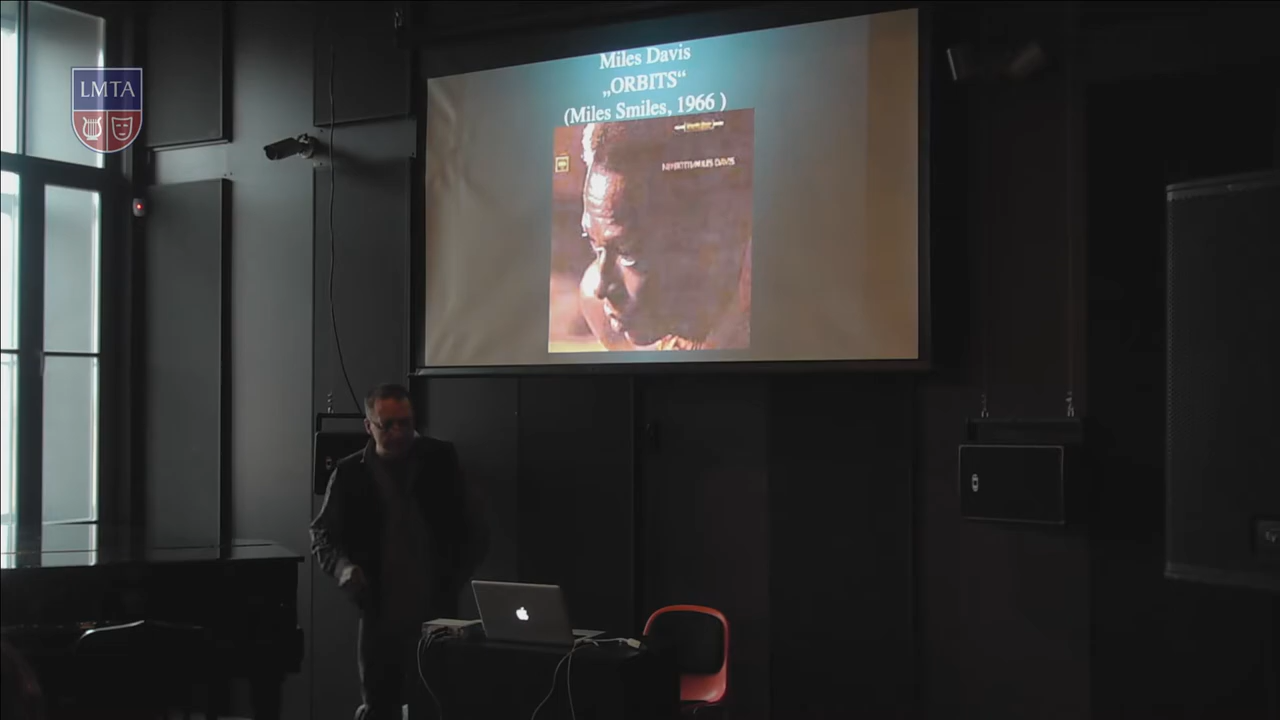 LMTA
Miles Davis
„ORBITS“
(Miles Smiles, 1966 )
MILES DAVIS